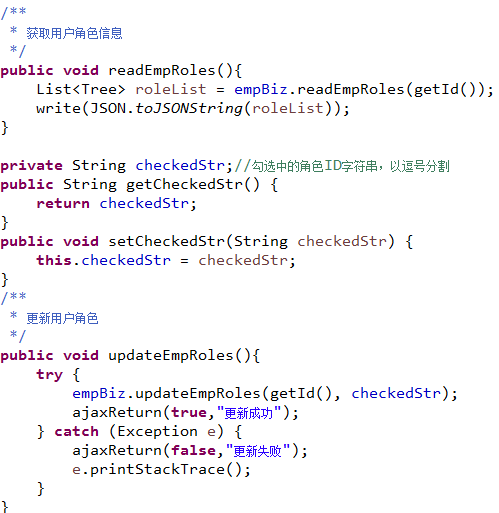 /**
 * 获取用户角色信息
 */
public void readEmpRoles(){
    List<Tree> roleList = empBiz.readEmpRoles(getId());
    write(JSON.toJSONString(roleList));
}

private String checkedStr;//勾选中的角色ID字符串，以逗号分割
public String getCheckedStr() {
    return checkedStr;
}
public void setCheckedStr(String checkedStr) {
    this.checkedStr = checkedStr;
}
/**
 * 更新用户角色
 */
public void updateEmpRoles(){
    try {
        empBiz.updateEmpRoles(getId(), checkedStr);
        ajaxReturn(true,"更新成功");
    } catch (Exception e) {
        ajaxReturn(false,"更新失败");
        e.printStackTrace();
    }
}